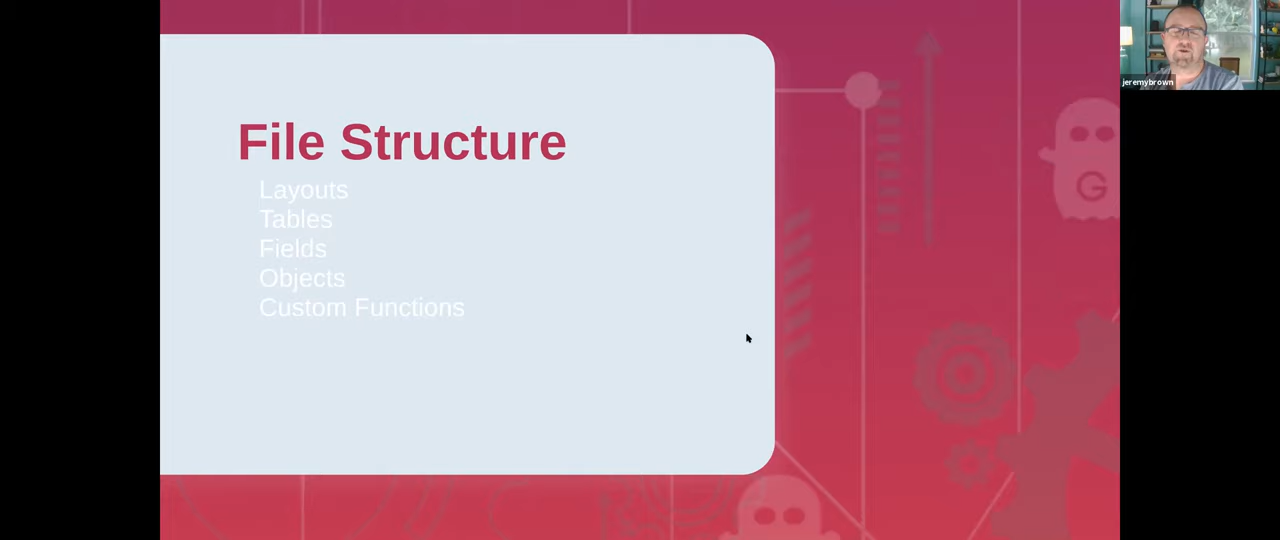 File Structure
Layouts
Tables
Fields
Objects
Custom Functions
jeremybrown
G